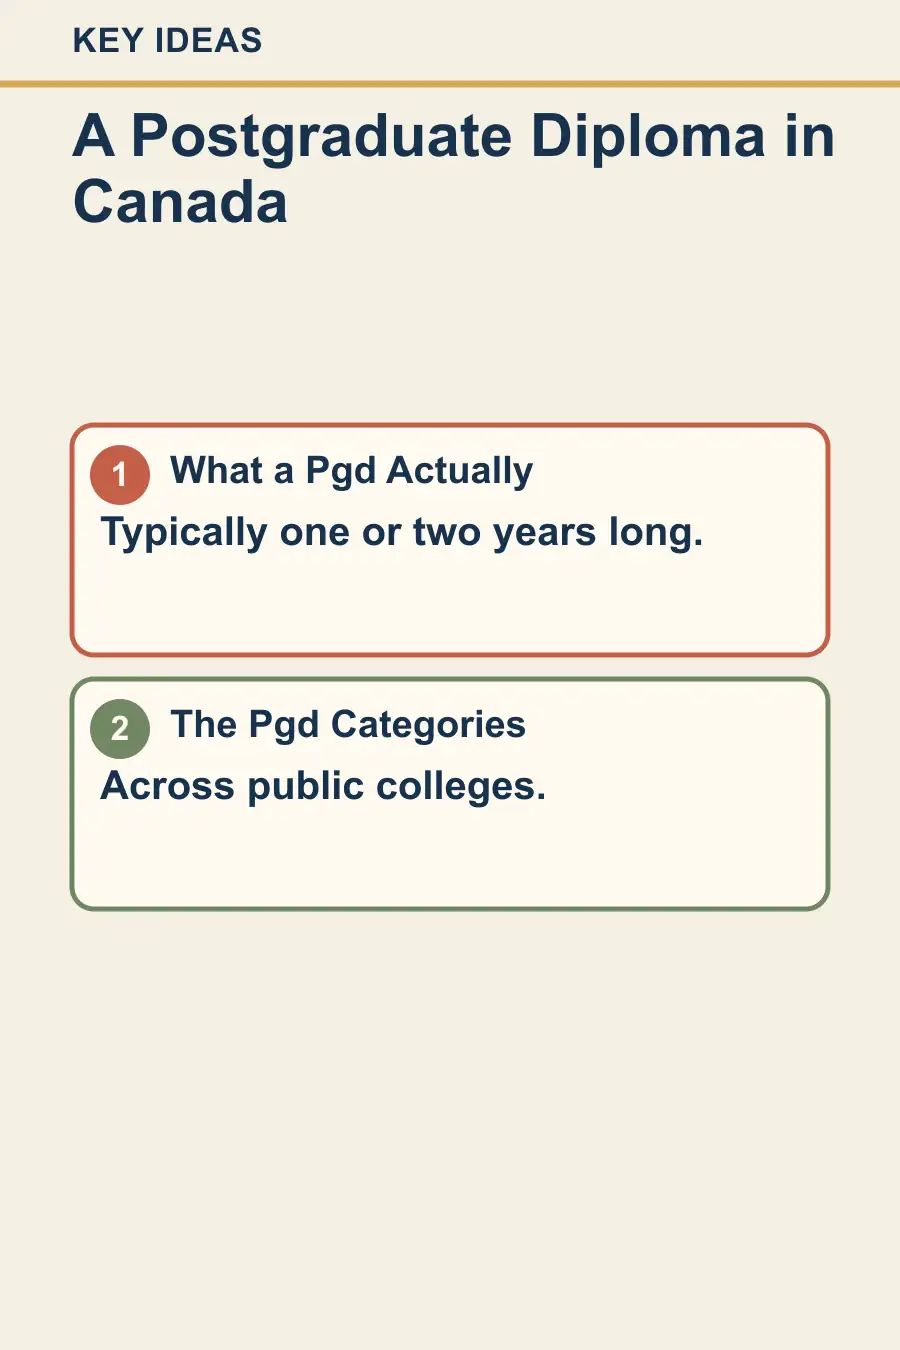 KEY IDEAS
A Postgraduate Diploma in
Canada
1 What a Pgd Actually
Typically one or two years long.
2 The Pgd Categories
Across public colleges.